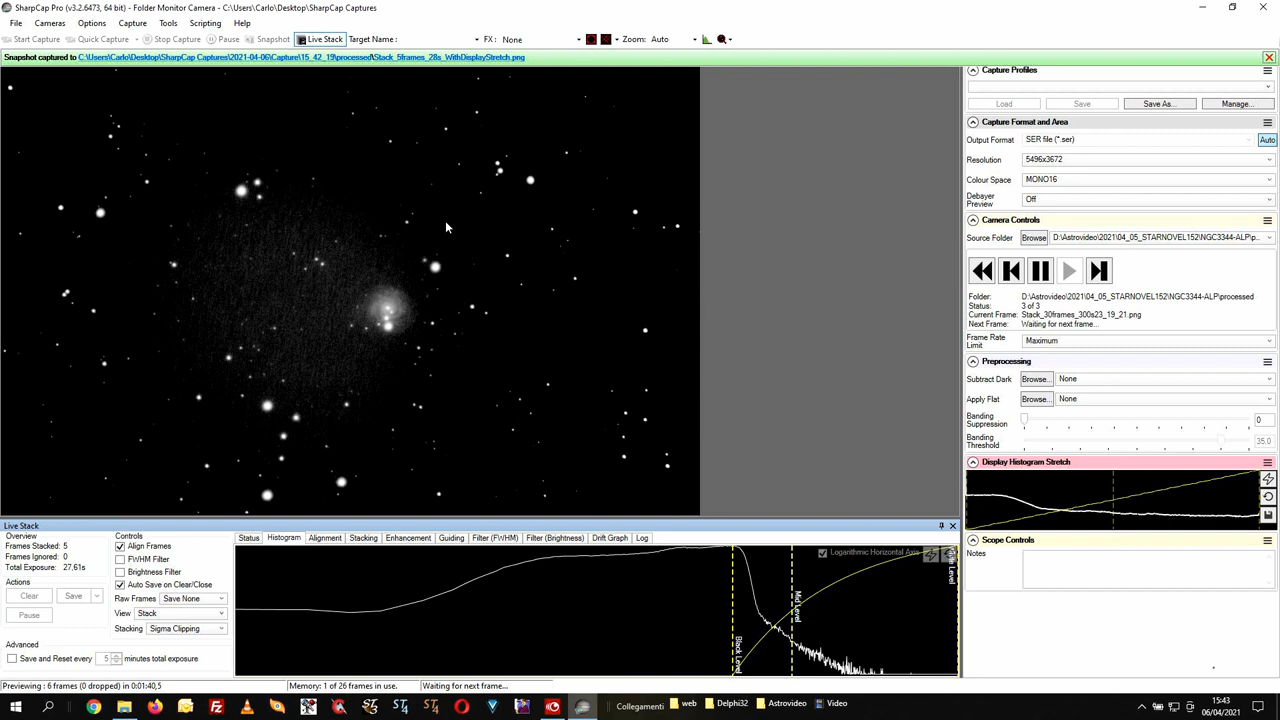 SharpCap Pro (v3.2.6473, 64 bit) - Folder Monitor Camera - C:\Users\Carlo\Desktop\SharpCap Captures
File Cameras Options Capture Tools Scripting Help
Start Capture Quick Capture Stop Capture Pause Snapshot Live Stack Target Name : FX : None Zoom: Auto
Snapshot captured to C:\Users\Carlo\Desktop\SharpCap Captures\2021-04-06\Capture\15_42_19\processed\Stack_5frames_28s_WithDisplayStretch.png
Capture Profiles
Load Save Save As... Manage...
Capture Format and Area
Output Format SER file (*.ser) Auto
Resolution 5496x3672
Colour Space MONO16
Debayer Preview Off
Camera Controls
Source Folder Browse D:\Astrovideo\2021\04_05_STARNOVEL152\NGC3344-ALP\p...
Folder: D:\Astrovideo\2021\04_05_STARNOVEL152\NGC3344-ALP\processed
Status: 3 of 3
Current Frame: Stack_30frames_300s23_19_21.png
Next Frame: Waiting for next frame...
Frame Rate Limit Maximum
Preprocessing
Subtract Dark Browse... None
Apply Flat Browse... None
Banding Suppression 0
Banding Threshold 35.0
Display Histogram Stretch
Scope Controls
Notes
Live Stack
Overview
Frames Stacked: 5
Frames Ignored: 0
Total Exposure: 27,61s
Actions
Clear Save
Pause
Controls
Align Frames
FWHM Filter
Brightness Filter
Auto Save on Clear/Close
Raw Frames Save None
View Stack
Stacking Sigma Clipping
Advanced
Save and Reset every 5 minutes total exposure
Status Histogram Alignment Stacking Enhancement Guiding Filter (FWHM) Filter (Brightness) Drift Graph Log
Logarithmic Horizontal Axis
Black Level
Mid Level
Previewing : 6 frames (0 dropped) in 0:01:40,5 Memory: 1 of 26 frames in use. Waiting for next frame...
Collegamenti web Delphi32 Astrovideo Video
15:43
06/04/2021